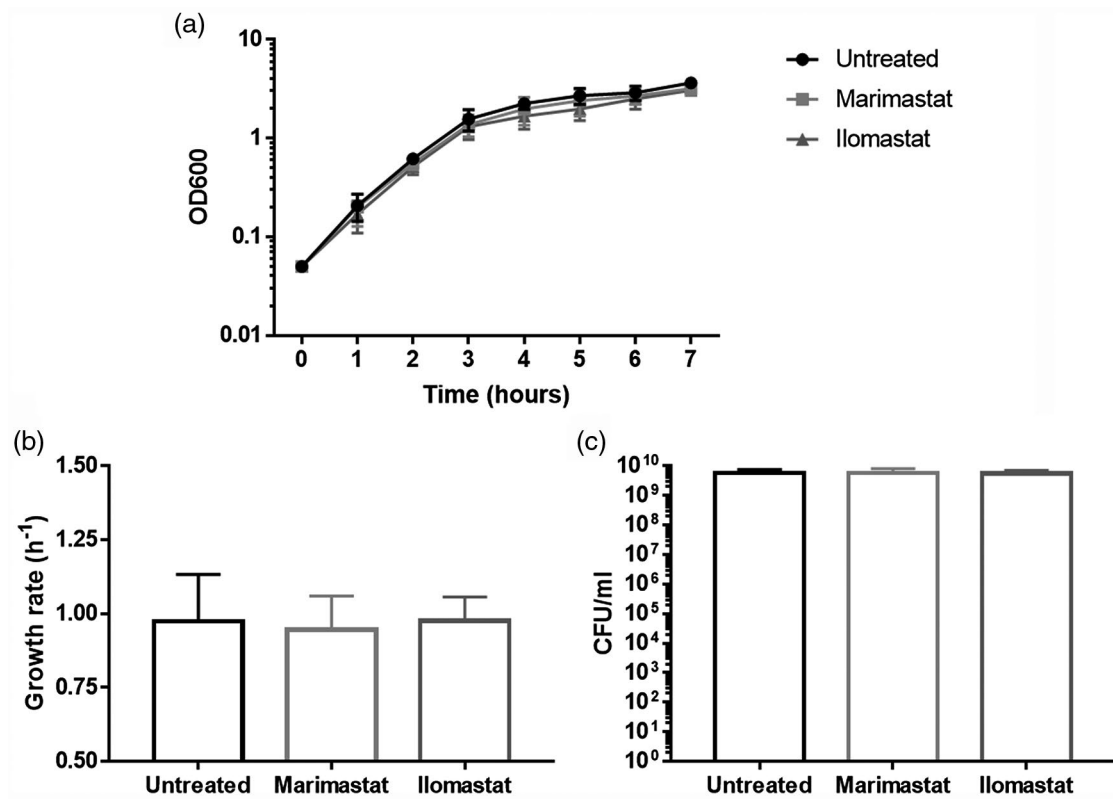 (a)
10
1
0.1
0.01
OD600
0 1 2 3 4 5 6 7
Time (hours)
Untreated
Marimastat
Ilomastat
(b)
1.50
1.25
1.00
0.75
0.50
Growth rate (h⁻¹)
Untreated Marimastat Ilomastat
(c)
10¹⁰
10⁹
10⁸
10⁷
10⁶
10⁵
10⁴
10³
10²
10¹
10⁰
CFU/ml
Untreated Marimastat Ilomastat